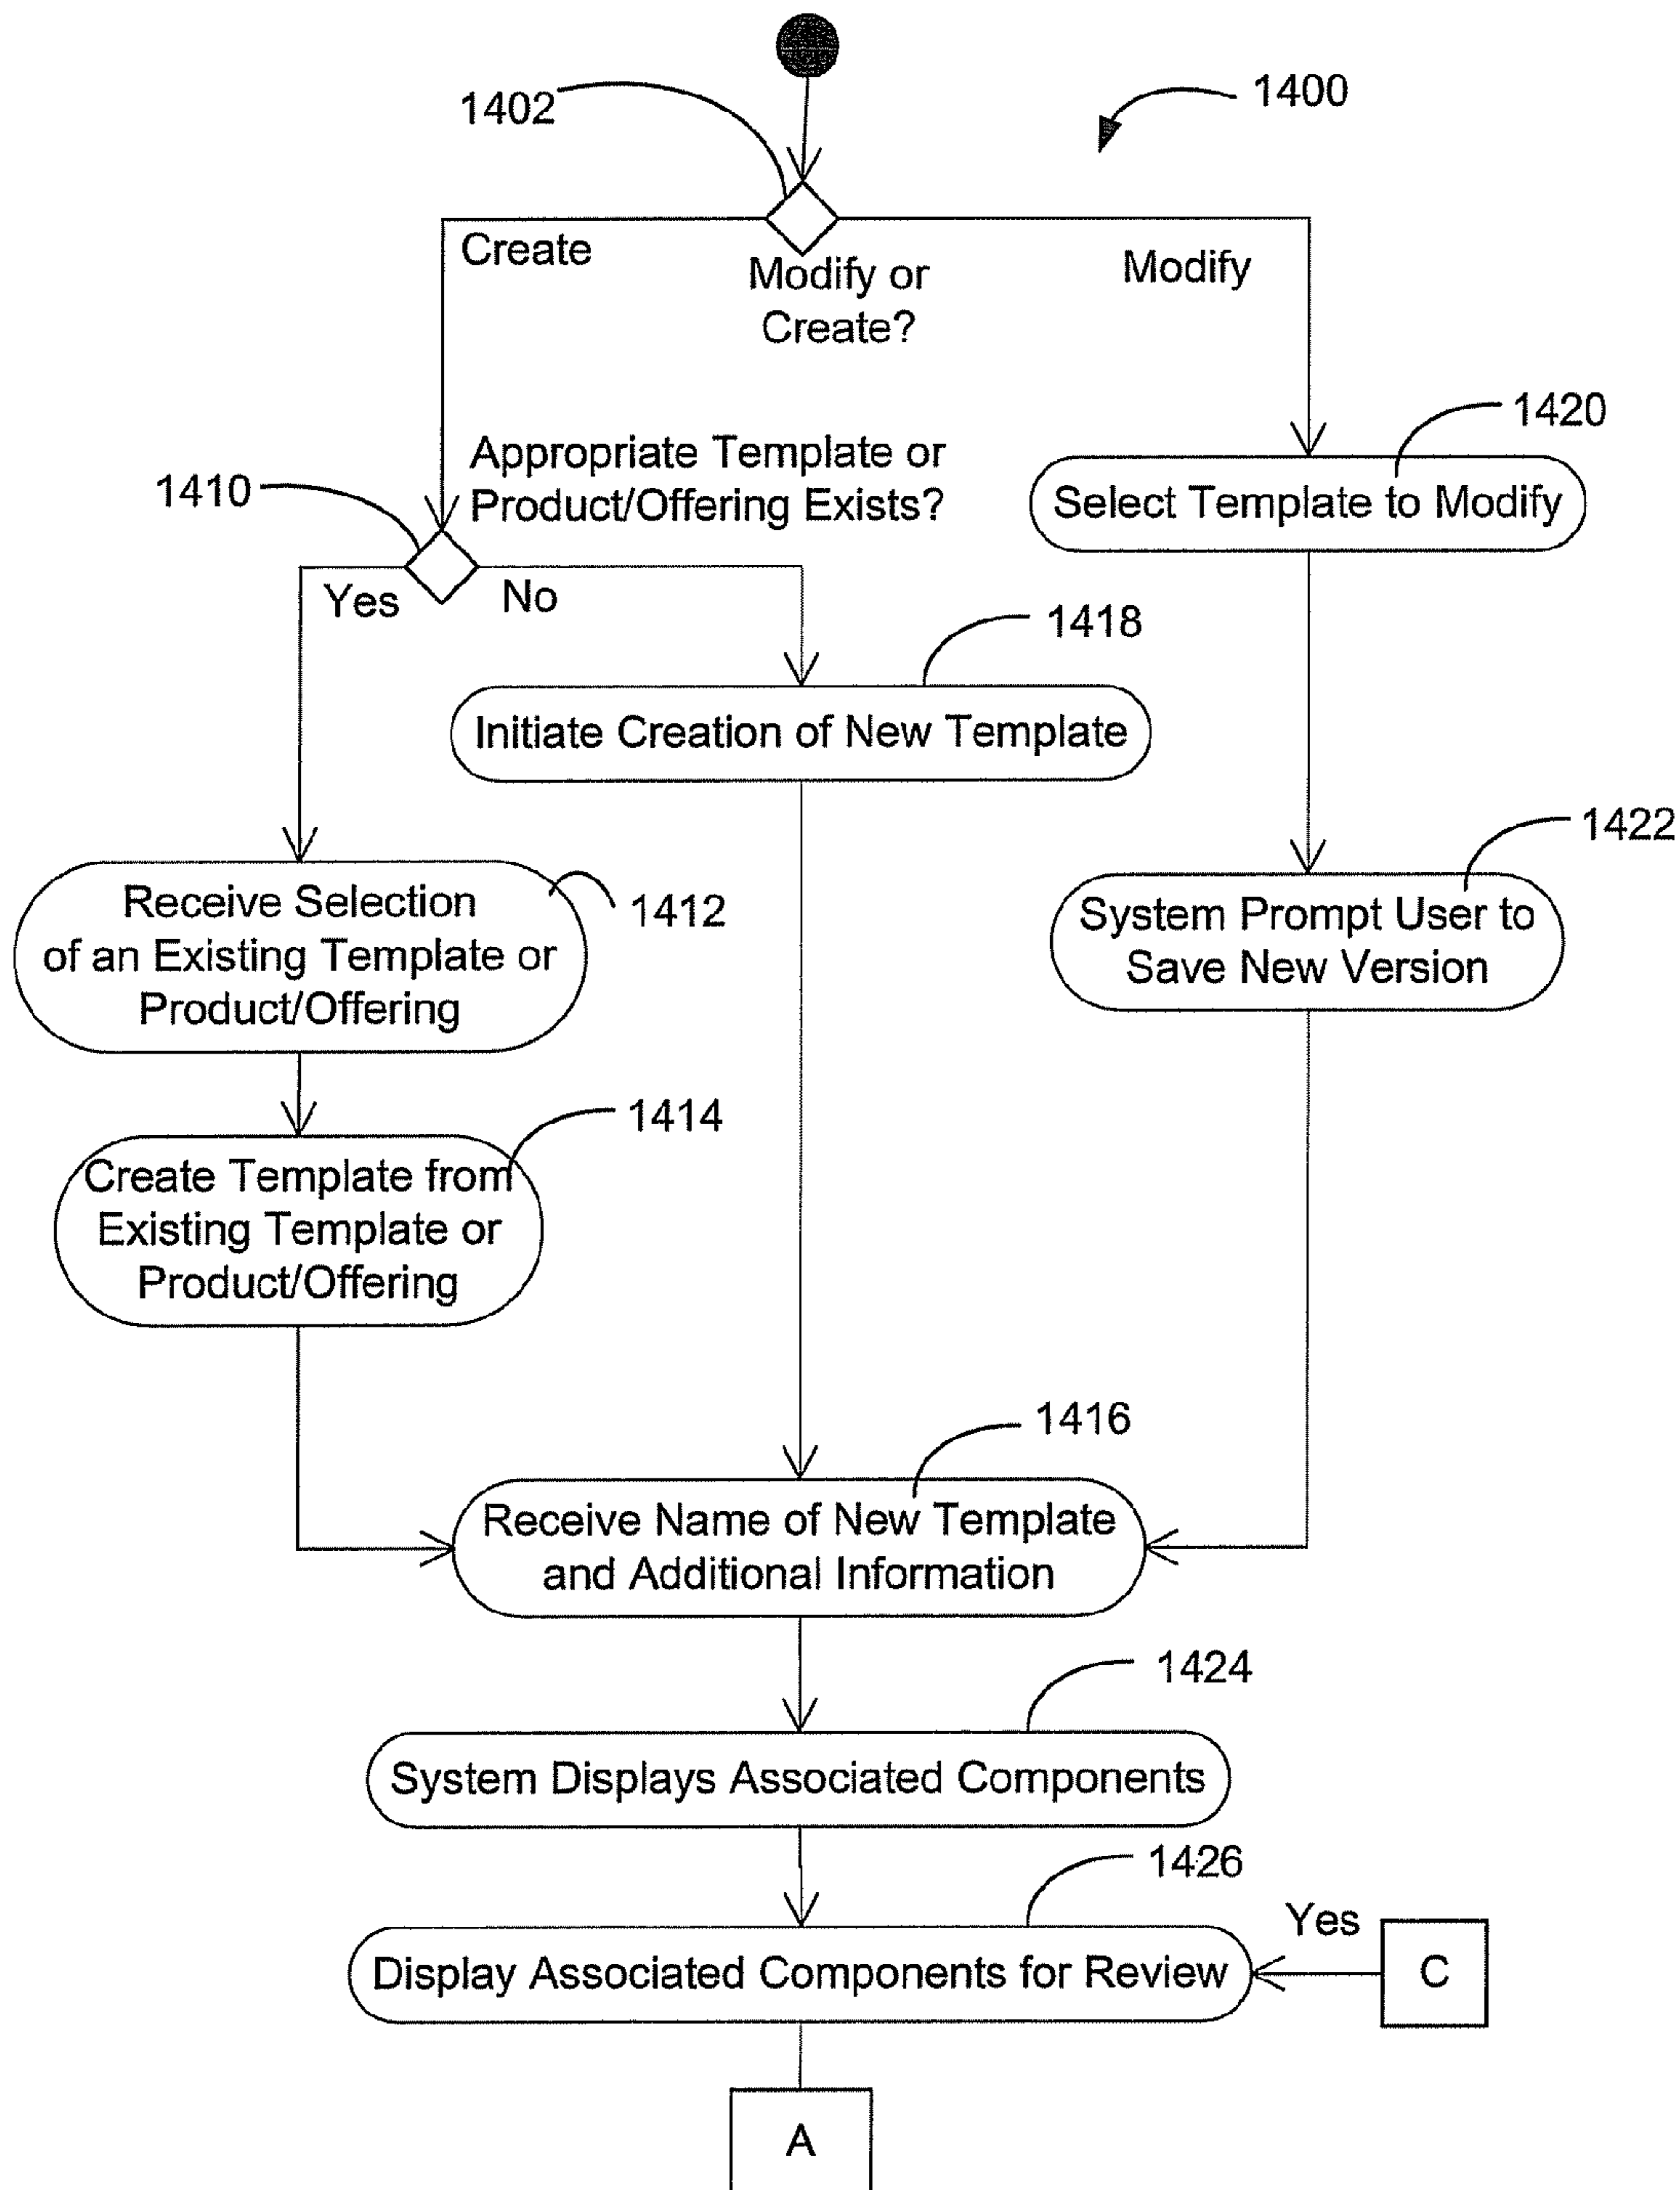 1402
1400
Create
Modify or
Create?
Modify
1420
Appropriate Template or
Product/Offering Exists?
1410
Select Template to Modify
Yes
No
1418
Initiate Creation of New Template
1422
Receive Selection
of an Existing Template or
Product/Offering
1412
System Prompt User to
Save New Version
1414
Create Template from
Existing Template or
Product/Offering
1416
Receive Name of New Template
and Additional Information
1424
System Displays Associated Components
1426
Yes
Display Associated Components for Review
C
A